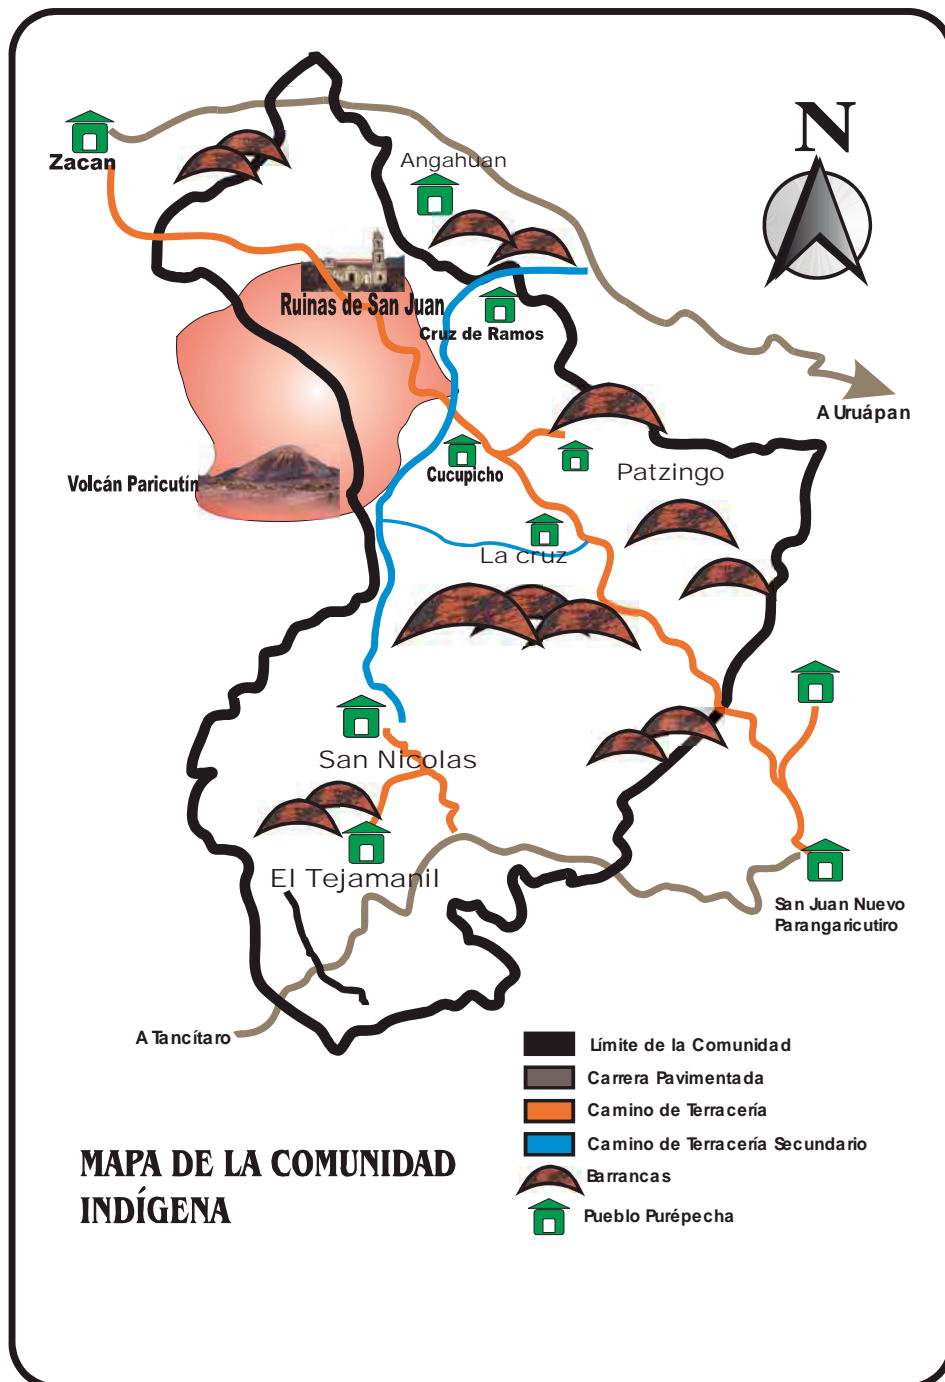 N
Zacan
Angahuan
Ruinas de San Juan
Cruz de Ramos
A Uruápan
Cucupicho
Patzingo
Volcán Paricutín
La cruz
San Nicolas
El Tejamanil
San Juan Nuevo
Parangaricutiro
A Tancítaro
Límite de la Comunidad
Carrera Pavimentada
Camino de Terracería
Camino de Terracería Secundario
Barrancas
Pueblo Purépecha
MAPA DE LA COMUNIDAD
INDÍGENA